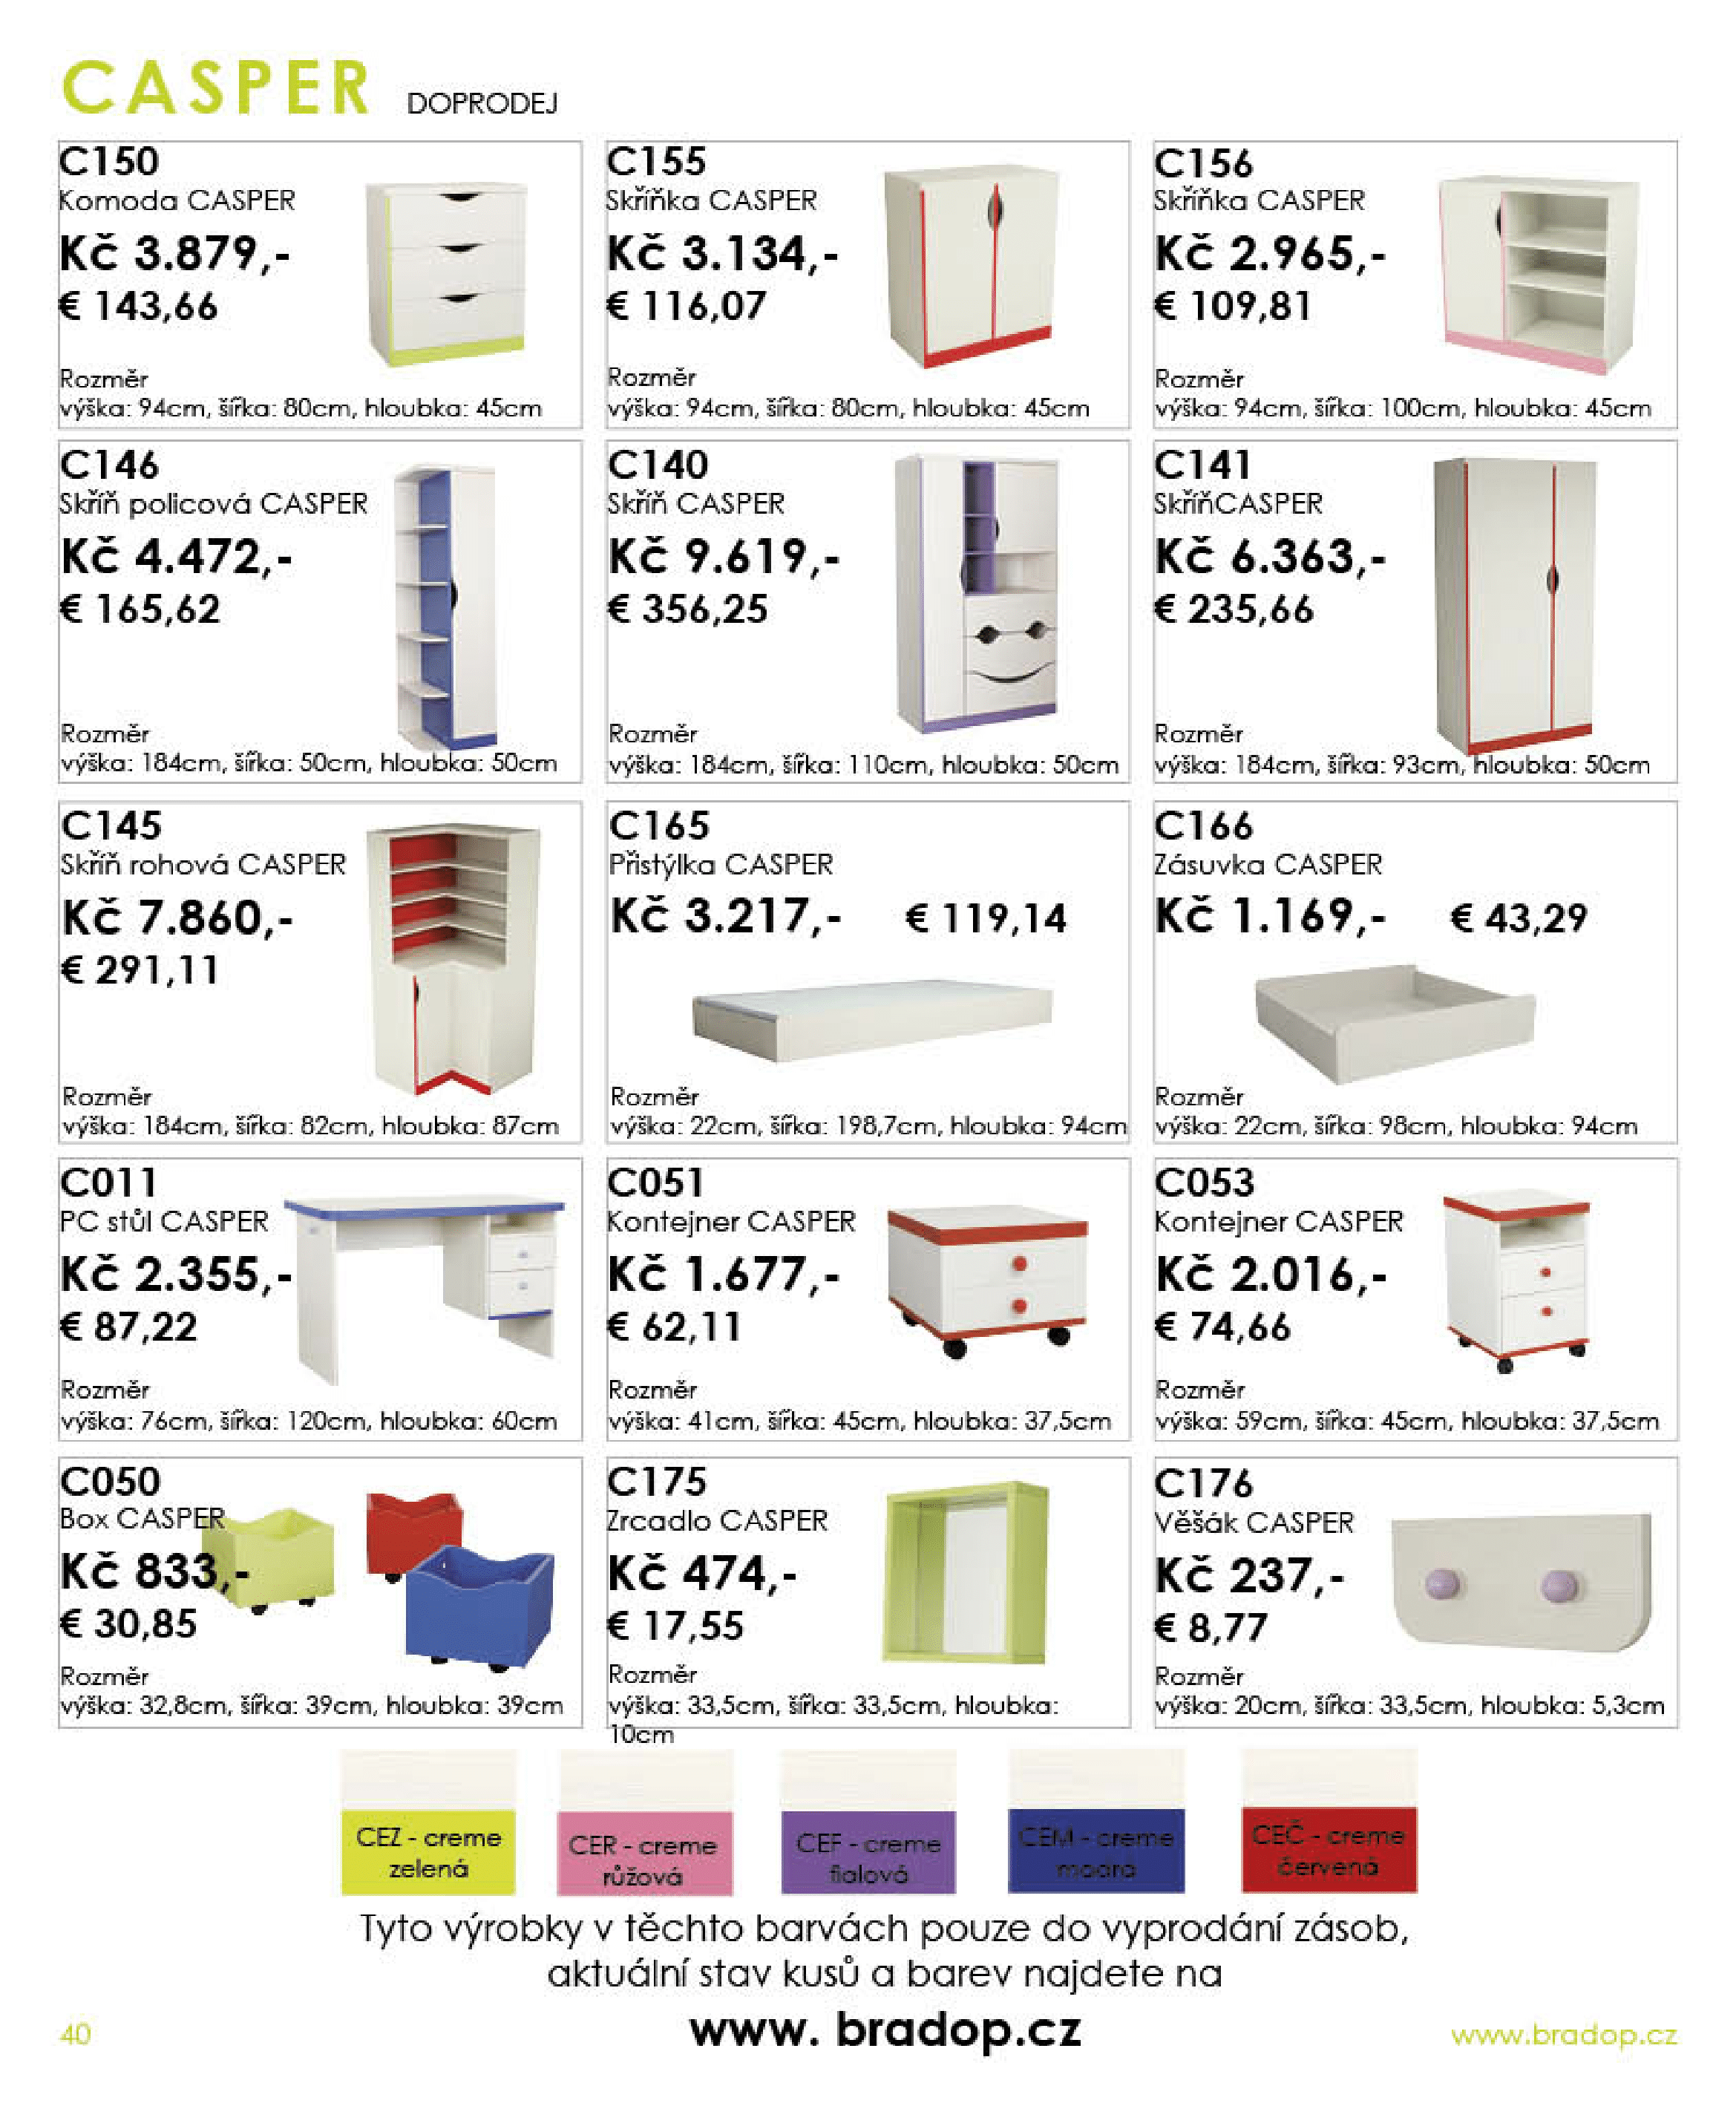 CASPER DOPRODEJ
C150
Komoda CASPER
Kč 3.879,-
€ 143,66
Rozměr
výška: 94cm, šířka: 80cm, hloubka: 45cm
C155
Skříňka CASPER
Kč 3.134,-
€ 116,07
Rozměr
výška: 94cm, šířka: 80cm, hloubka: 45cm
C156
Skříňka CASPER
Kč 2.965,-
€ 109,81
Rozměr
výška: 94cm, šířka: 100cm, hloubka: 45cm
C146
Skříň policová CASPER
Kč 4.472,-
€ 165,62
Rozměr
výška: 184cm, šířka: 50cm, hloubka: 50cm
C140
Skříň CASPER
Kč 9.619,-
€ 356,25
Rozměr
výška: 184cm, šířka: 110cm, hloubka: 50cm
C141
SkříňCASPER
Kč 6.363,-
€ 235,66
Rozměr
výška: 184cm, šířka: 93cm, hloubka: 50cm
C145
Skříň rohová CASPER
Kč 7.860,-
€ 291,11
Rozměr
výška: 184cm, šířka: 82cm, hloubka: 87cm
C165
Přistýlka CASPER
Kč 3.217,- € 119,14
Rozměr
výška: 22cm, šířka: 198,7cm, hloubka: 94cm
C166
Zásuvka CASPER
Kč 1.169,- € 43,29
Rozměr
výška: 22cm, šířka: 98cm, hloubka: 94cm
C011
PC stůl CASPER
Kč 2.355,-
€ 87,22
Rozměr
výška: 76cm, šířka: 120cm, hloubka: 60cm
C051
Kontejner CASPER
Kč 1.677,-
€ 62,11
Rozměr
výška: 41cm, šířka: 45cm, hloubka: 37,5cm
C053
Kontejner CASPER
Kč 2.016,-
€ 74,66
Rozměr
výška: 59cm, šířka: 45cm, hloubka: 37,5cm
C050
Box CASPER
Kč 833,-
€ 30,85
Rozměr
výška: 32,8cm, šířka: 39cm, hloubka: 39cm
C175
Zrcadlo CASPER
Kč 474,-
€ 17,55
Rozměr
výška: 33,5cm, šířka: 33,5cm, hloubka:
10cm
C176
Věšák CASPER
Kč 237,-
€ 8,77
Rozměr
výška: 20cm, šířka: 33,5cm, hloubka: 5,3cm
CEZ - creme
zelená
CER - creme
růžová
CEF - creme
fialová
CEM - creme
modrá
CEČ - creme
červená
Tyto výrobky v těchto barvách pouze do vyprodání zásob,
aktuální stav kusů a barev najdete na
www. bradop.cz
40
www.bradop.cz